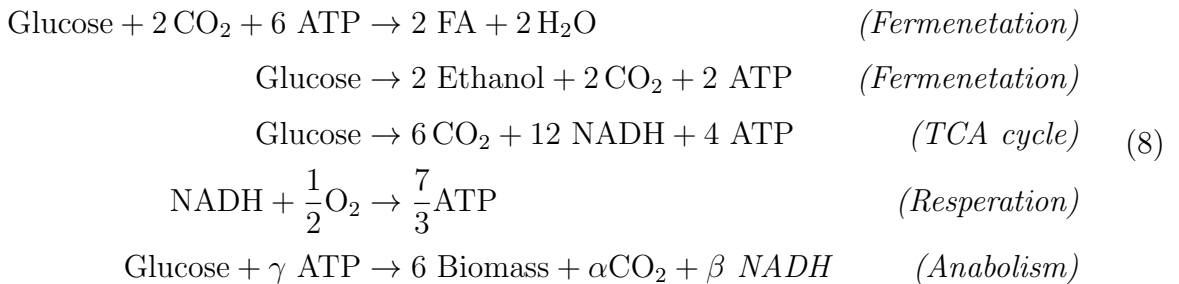 Glucose + 2 CO₂ + 6 ATP → 2 FA + 2 H₂O (Fermenetation)
Glucose → 2 Ethanol + 2 CO₂ + 2 ATP (Fermenetation)
Glucose → 6 CO₂ + 12 NADH + 4 ATP (TCA cycle) (8)
NADH + 1/2 O₂ → 7/3 ATP (Resperation)
Glucose + γ ATP → 6 Biomass + αCO₂ + β NADH (Anabolism)